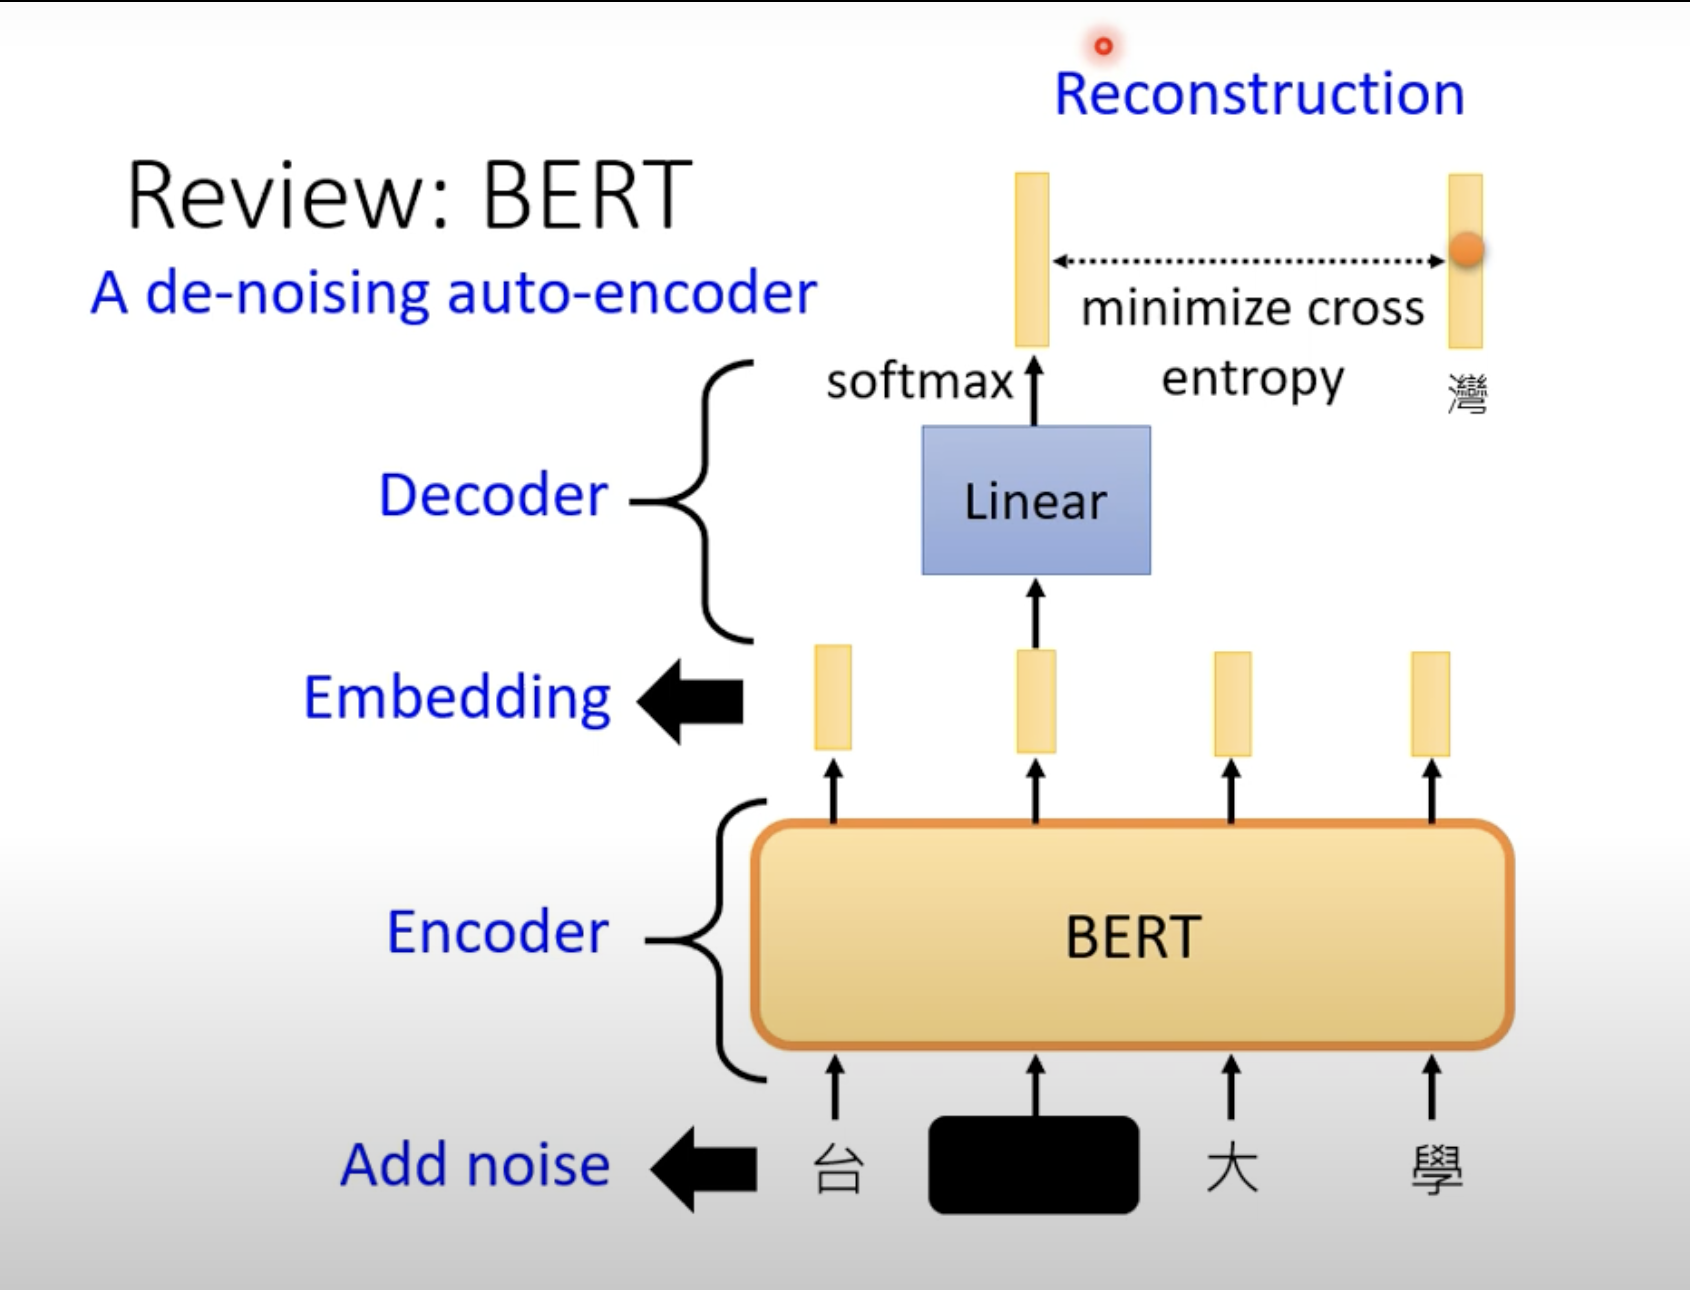 Reconstruction
Review: BERT
A de-noising auto-encoder
minimize cross
entropy
softmax
灣
Decoder
Linear
Embedding
Encoder
BERT
Add noise
台 大 學